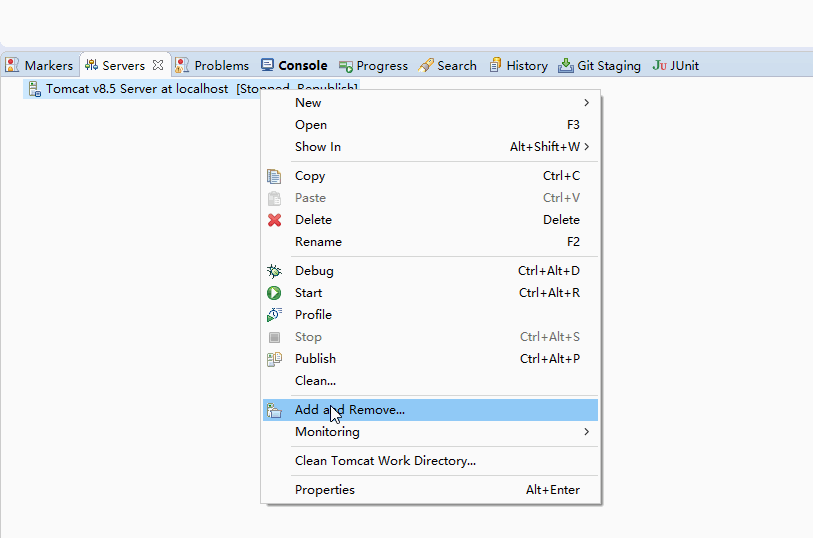 Markers Servers Problems Console Progress Search History Git Staging JUnit
Tomcat v8.5 Server at localhost [Stopped, Republish]
New
Open F3
Show In Alt+Shift+W
Copy Ctrl+C
Paste Ctrl+V
Delete Delete
Rename F2
Debug Ctrl+Alt+D
Start Ctrl+Alt+R
Profile
Stop Ctrl+Alt+S
Publish Ctrl+Alt+P
Clean...
Add and Remove...
Monitoring
Clean Tomcat Work Directory...
Properties Alt+Enter